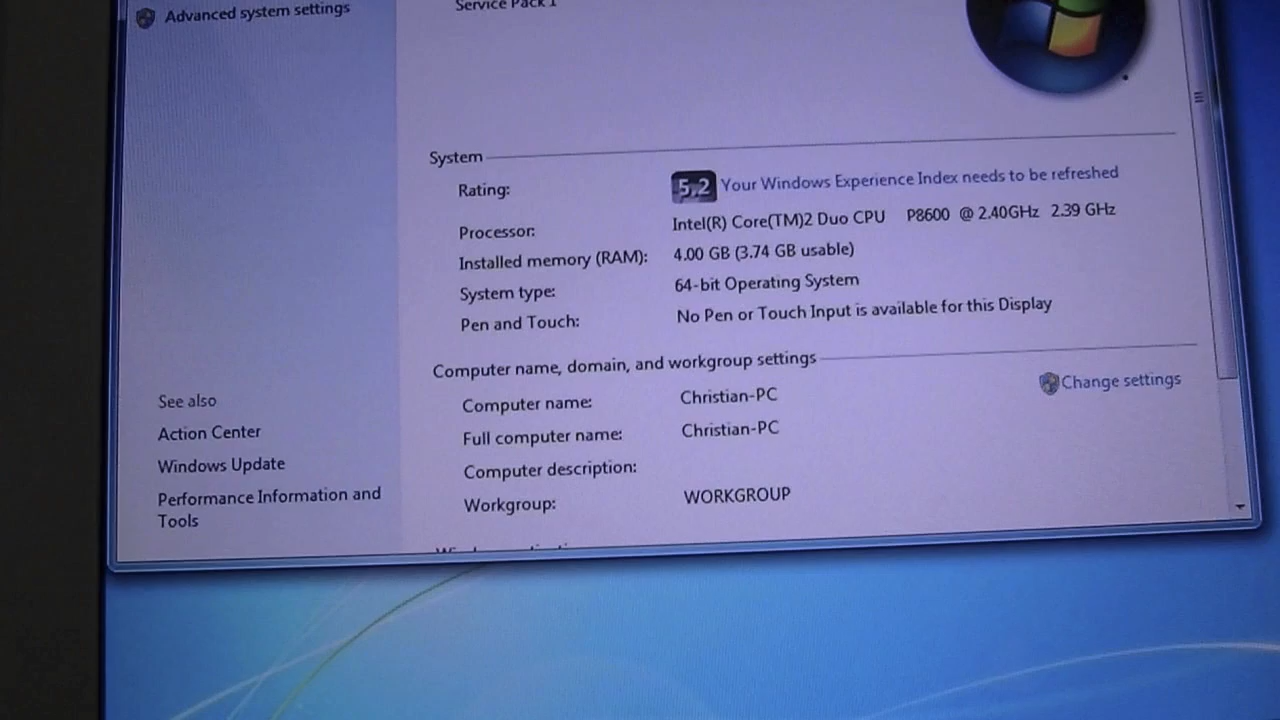 Advanced system settings
Service Pack 1
System
Rating: 5.2 Your Windows Experience Index needs to be refreshed
Processor: Intel(R) Core(TM)2 Duo CPU P8600 @ 2.40GHz 2.39 GHz
Installed memory (RAM): 4.00 GB (3.74 GB usable)
System type: 64-bit Operating System
Pen and Touch: No Pen or Touch Input is available for this Display
Computer name, domain, and workgroup settings
Computer name: Christian-PC
Change settings
Full computer name: Christian-PC
Computer description:
Workgroup: WORKGROUP
See also
Action Center
Windows Update
Performance Information and
Tools